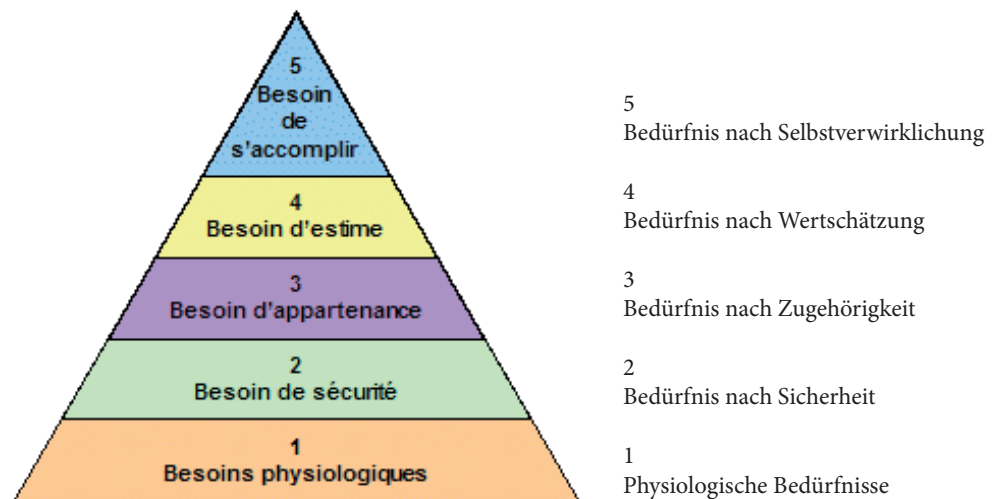 5
Besoin
de
s'accomplir
4
Besoin d'estime
3
Besoin d'appartenance
2
Besoin de sécurité
1
Besoins physiologiques
5
Bedürfnis nach Selbstverwirklichung
4
Bedürfnis nach Wertschätzung
3
Bedürfnis nach Zugehörigkeit
2
Bedürfnis nach Sicherheit
1
Physiologische Bedürfnisse